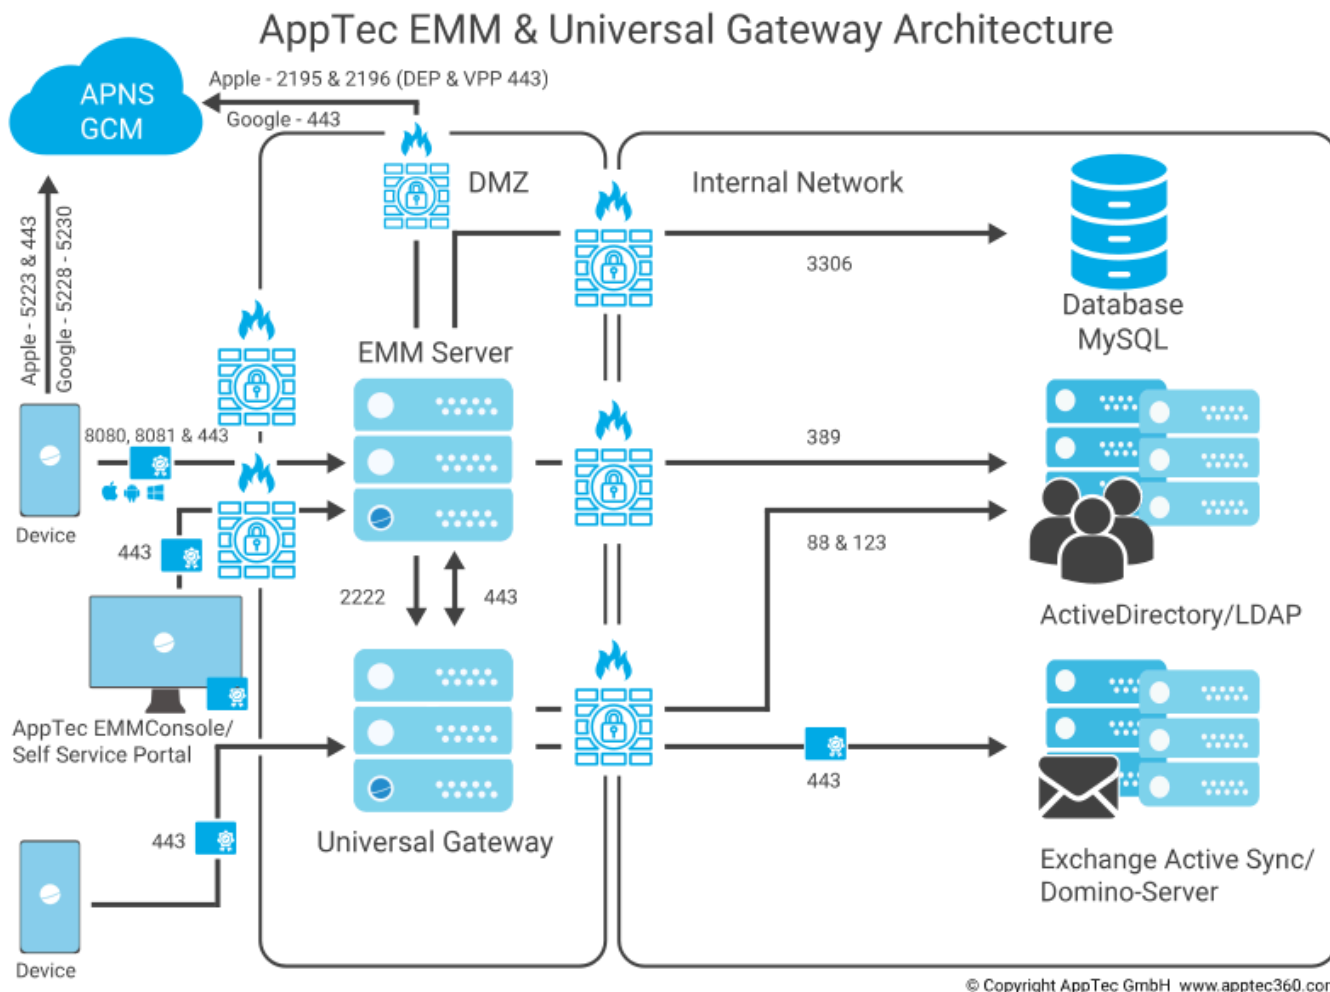 AppTec EMM & Universal Gateway Architecture
APNS
GCM
Apple - 2195 & 2196 (DEP & VPP 443)
Google - 443
DMZ
Internal Network
Apple - 5223 & 443
Google - 5228 - 5230
3306
Database
MySQL
EMM Server
8080, 8081 & 443
389
Device
443
88 & 123
2222
443
ActiveDirectory/LDAP
AppTec EMMConsole/
Self Service Portal
443
443
Universal Gateway
Exchange Active Sync/
Domino-Server
Device
© Copyright AppTec GmbH www.apptec360.com